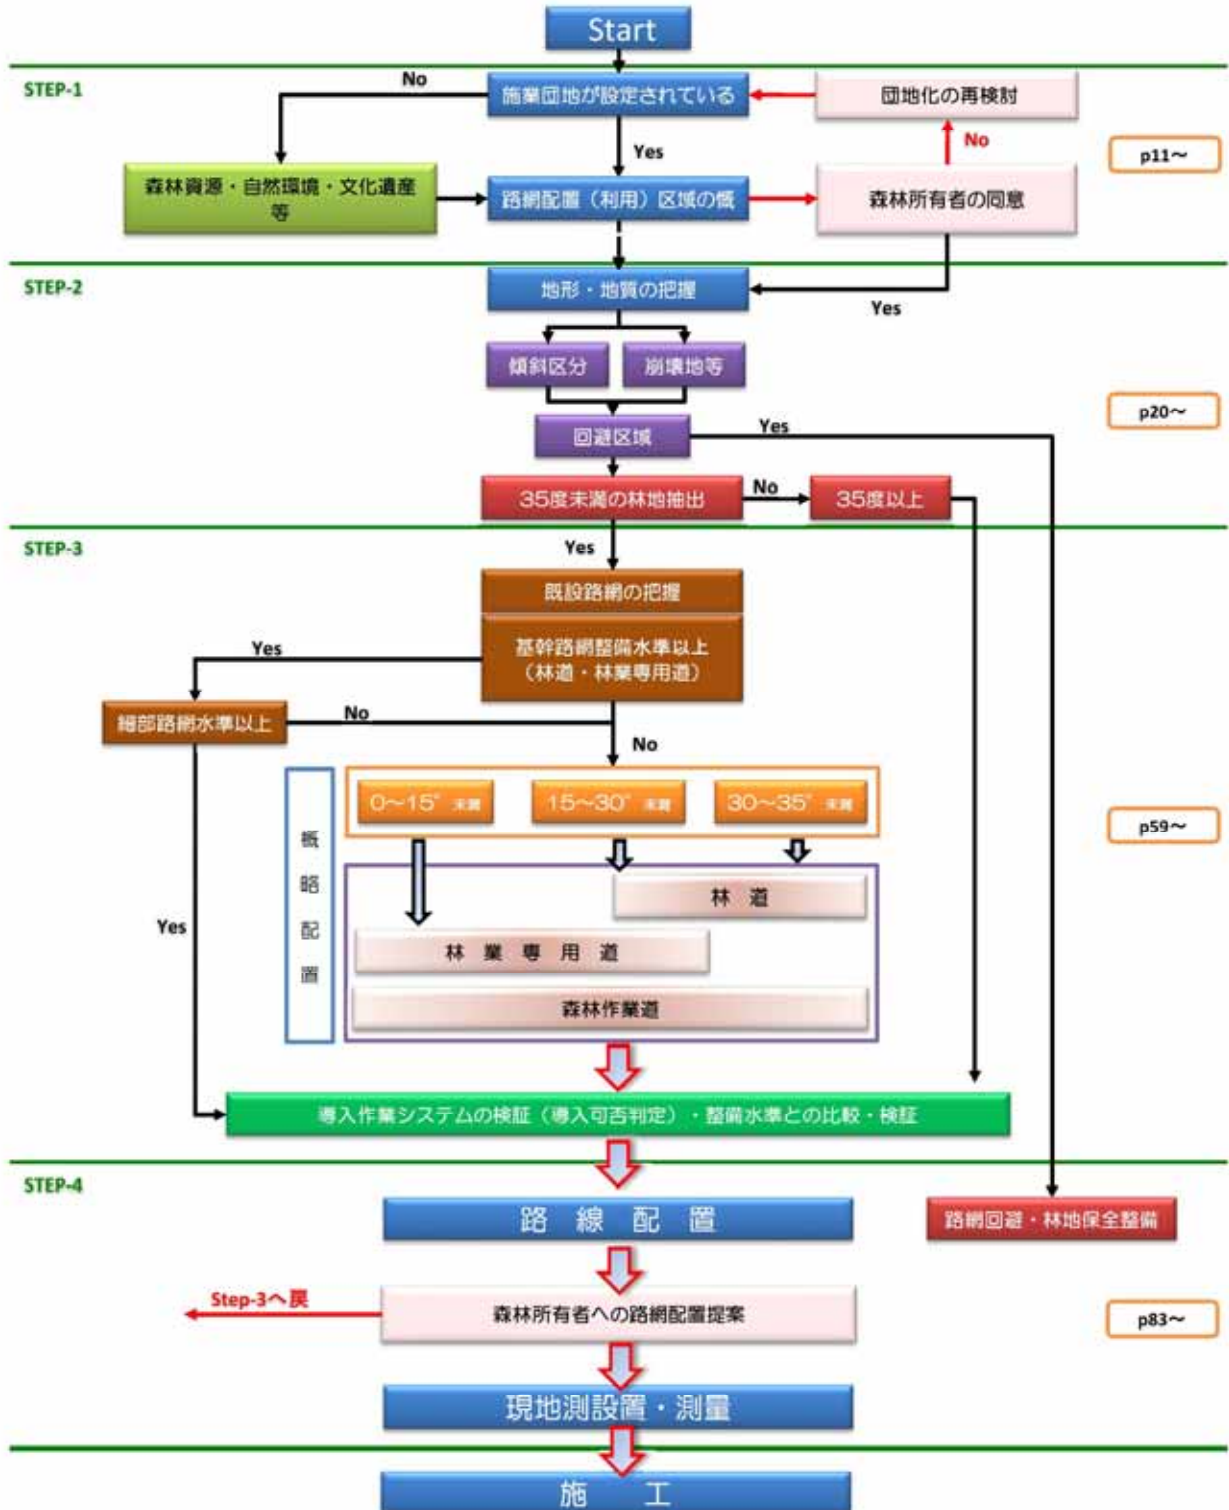 Start
STEP-1
No
施業団地が設定されている
団地化の再検討
Yes
No
p11～
森林資源・自然環境・文化遺産
等
路網配置（利用）区域の慨
森林所有者の同意
STEP-2
地形・地質の把握
Yes
傾斜区分
崩壊地等
p20～
回避区域
Yes
35度未満の林地抽出
No
35度以上
STEP-3
Yes
既設路網の把握
基幹路網整備水準以上
（林道・林業専用道）
Yes
細部路網水準以上
No
No
概略配置
0～15° 未満
15～30° 未満
30～35° 未満
p59～
林 道
Yes
林 業 専 用 道
森林作業道
導入作業システムの検証（導入可否判定）・整備水準との比較・検証
STEP-4
路 線 配 置
路網回避・林地保全整備
Step-3へ戻
森林所有者への路網配置提案
p83～
現地測設置・測量
施 工